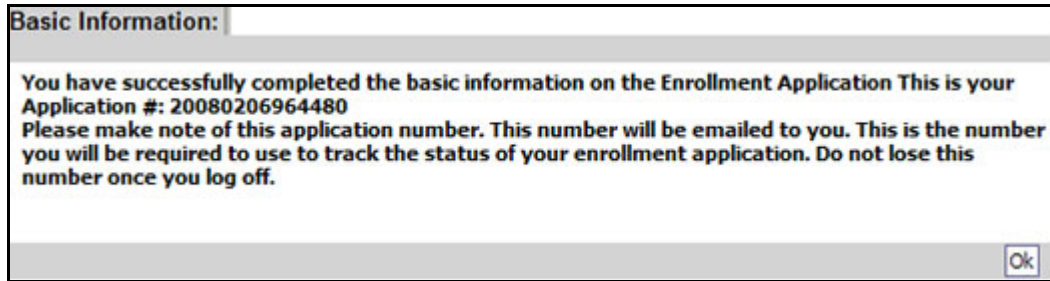 Basic Information:
You have successfully completed the basic information on the Enrollment Application This is your
Application #: 20080206964480
Please make note of this application number. This number will be emailed to you. This is the number
you will be required to use to track the status of your enrollment application. Do not lose this
number once you log off.
Ok